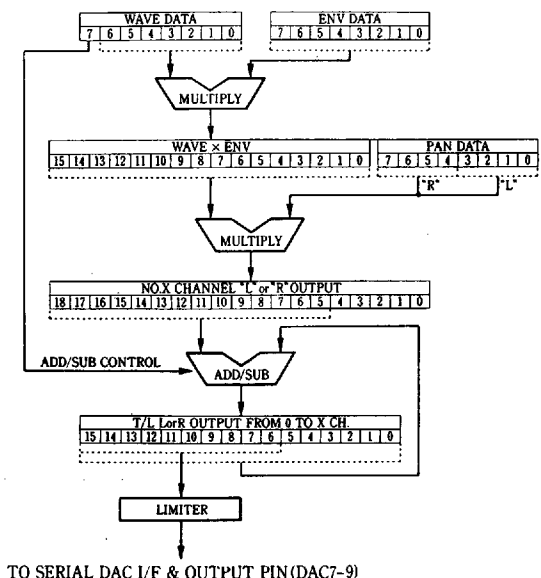 WAVE DATA
7 6 5 4 3 2 1 0
ENV DATA
7 6 5 4 3 2 1 0
MULTIPLY
WAVE × ENV
15 14 13 12 11 10 9 8 7 6 5 4 3 2 1 0
PAN DATA
7 6 5 4 3 2 1 0
"R" "L"
MULTIPLY
NO.X CHANNEL "L" or "R" OUTPUT
18 17 16 15 14 13 12 11 10 9 8 7 6 5 4 3 2 1 0
ADD/SUB CONTROL
ADD/SUB
T/L LorR OUTPUT FROM 0 TO X CH.
15 14 13 12 11 10 9 8 7 6 5 4 3 2 1 0
LIMITER
TO SERIAL DAC I/F & OUTPUT PIN(DAC7-9)